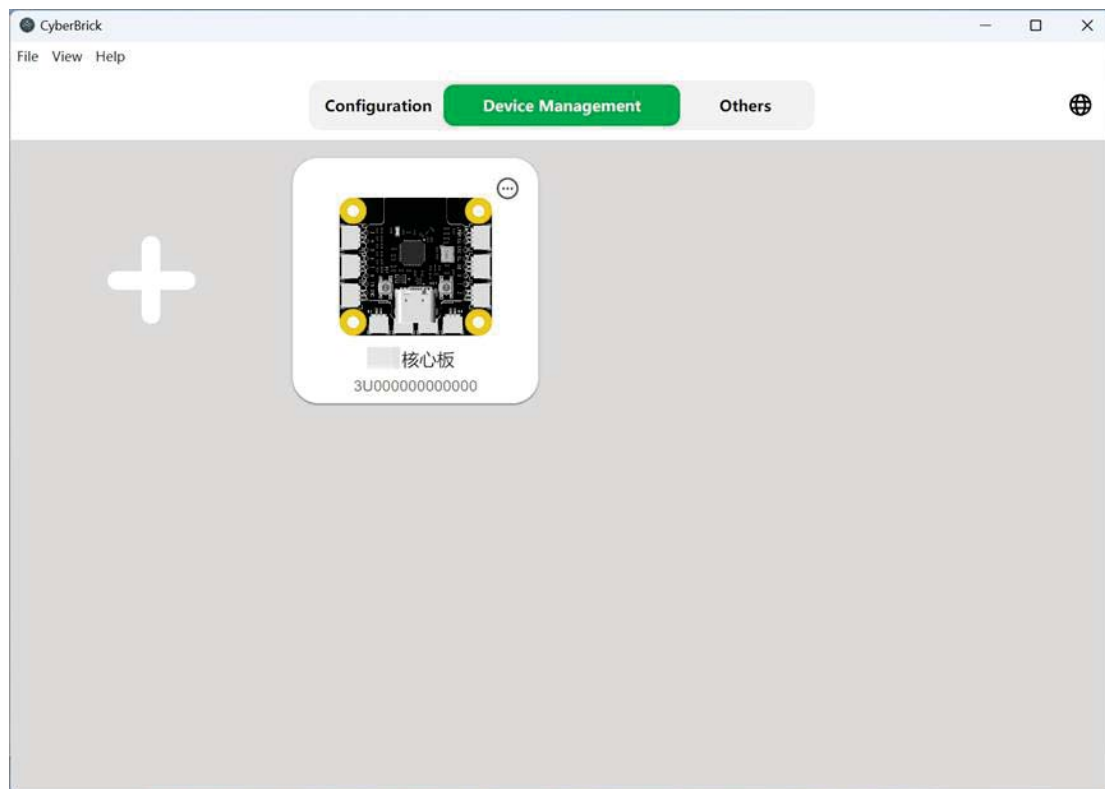 CyberBrick
File View Help
Configuration Device Management Others
核心板
3U000000000000